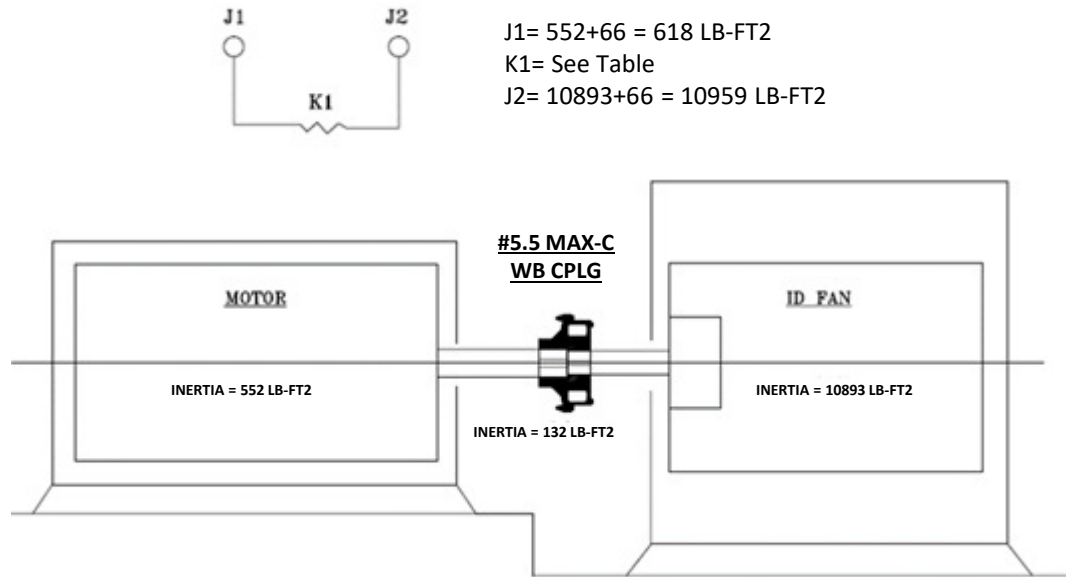 J1
J2
J1= 552+66 = 618 LB-FT2
K1= See Table
J2= 10893+66 = 10959 LB-FT2
K1
#5.5 MAX-C
WB CPLG
MOTOR
ID FAN
INERTIA = 552 LB-FT2
INERTIA = 10893 LB-FT2
INERTIA = 132 LB-FT2